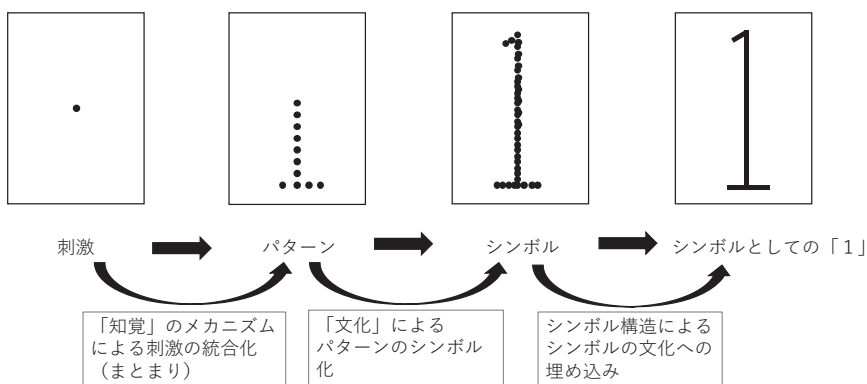 刺激
パターン
シンボル
シンボルとしての「１」
「知覚」のメカニズム
による刺激の統合化
（まとまり）
「文化」による
パターンのシンボル
化
シンボル構造による
シンボルの文化への
埋め込み